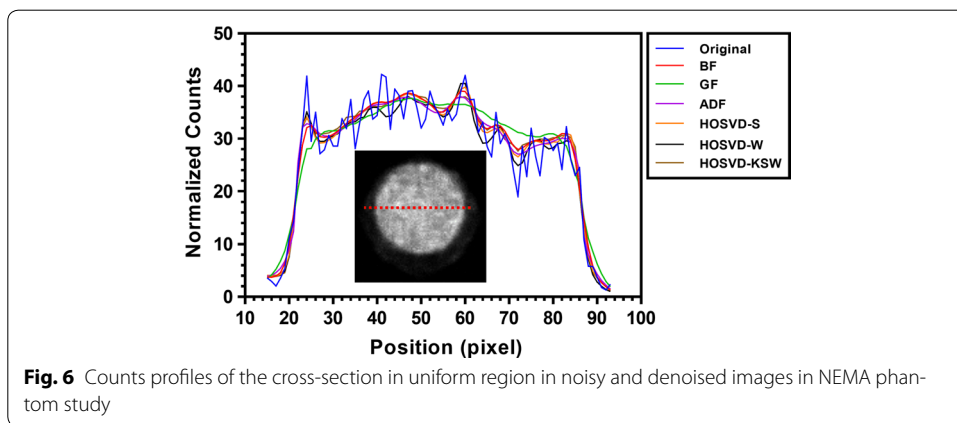 50
40
30
20
10
0
Normalized Counts
10 20 30 40 50 60 70 80 90 100
Position (pixel)
Original
BF
GF
ADF
HOSVD-S
HOSVD-W
HOSVD-KSW
Fig. 6 Counts profiles of the cross-section in uniform region in noisy and denoised images in NEMA phan-
tom study